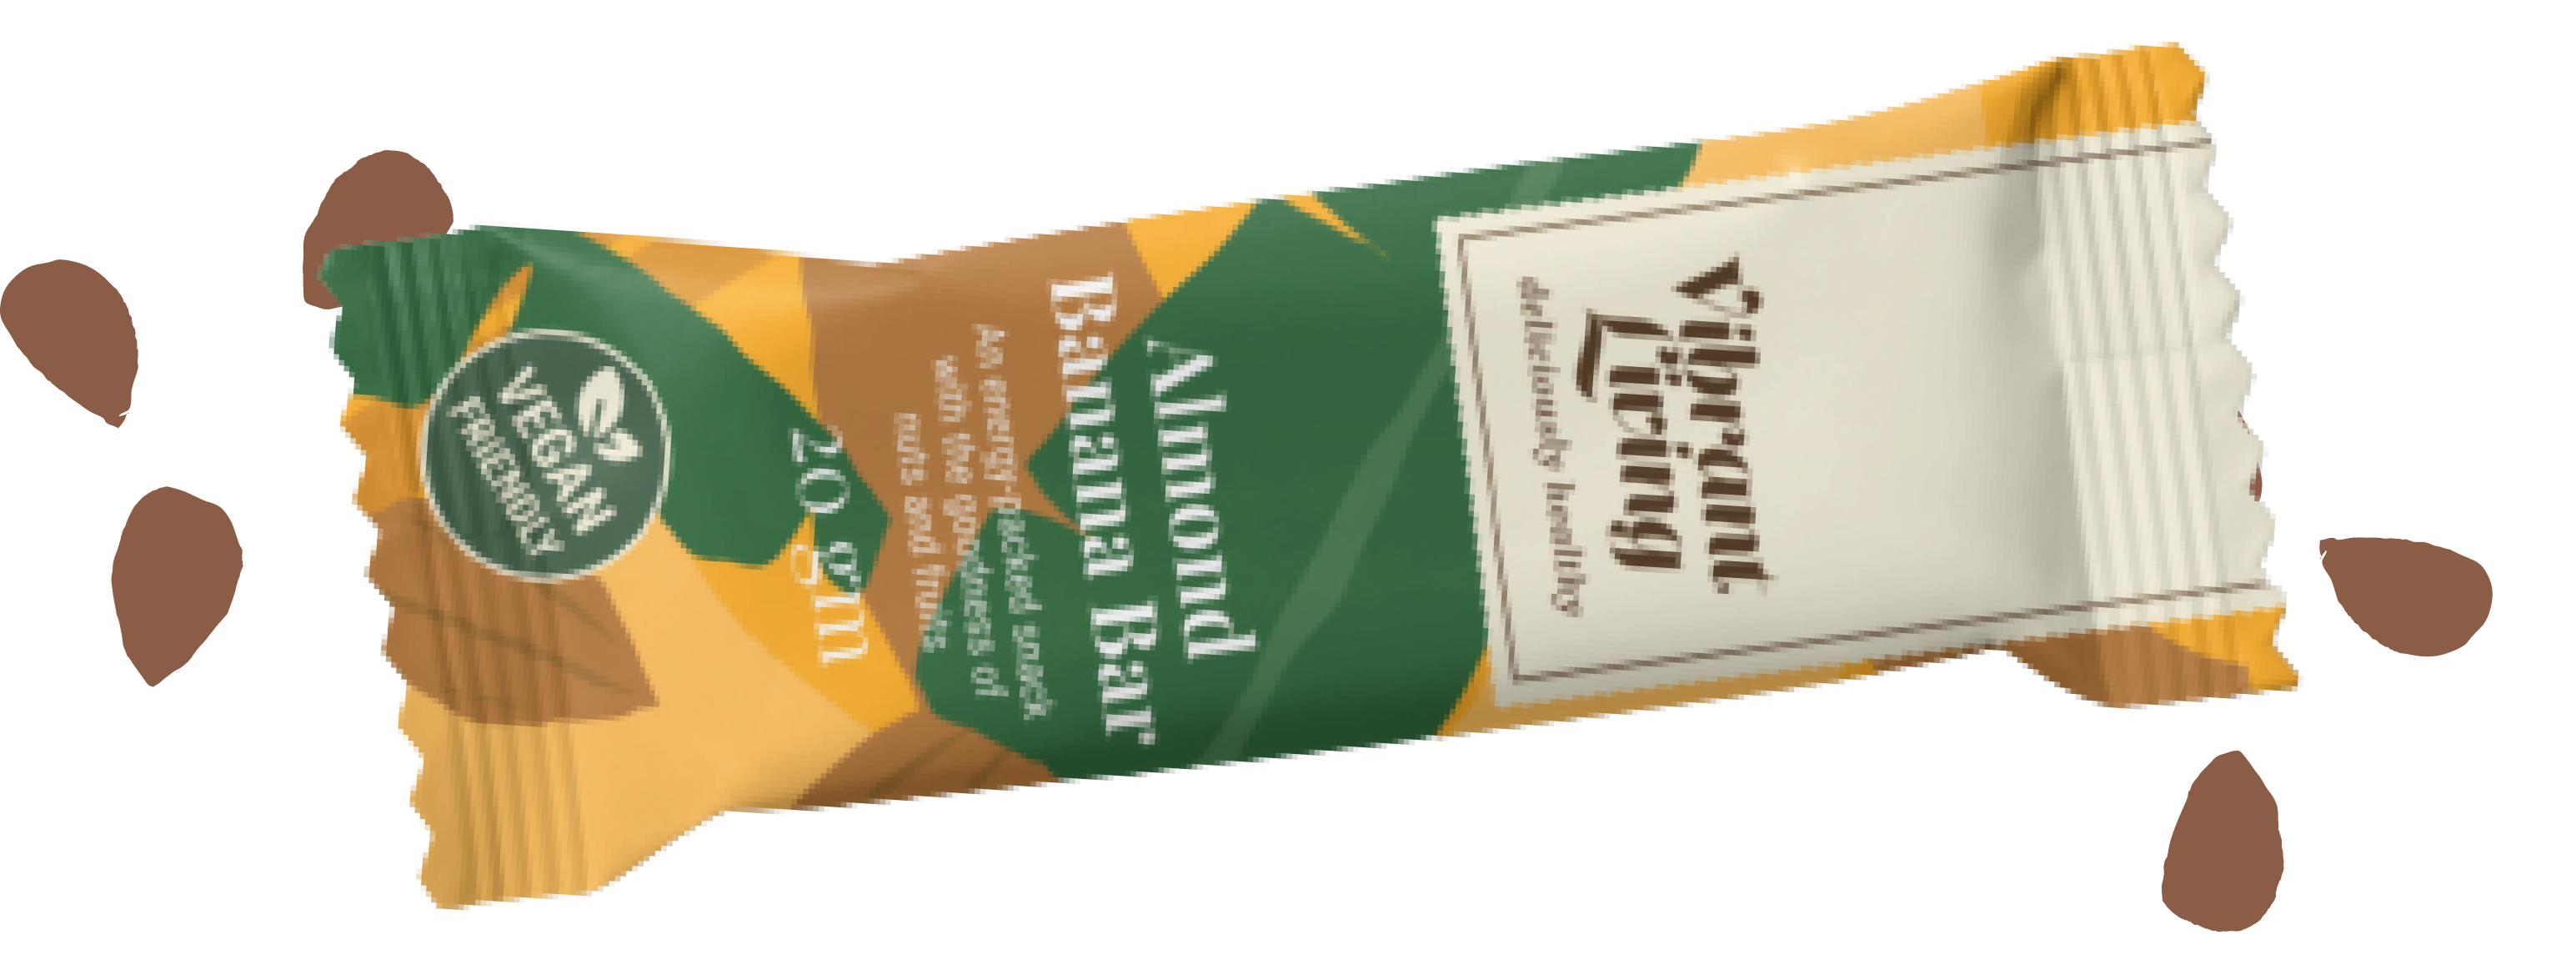 Vibrant
Living
deliciously healthy
Almond
Banana Bar
An energy-packed snack
with the goodness of
nuts and fruits
20 gm
VEGAN
FRIENDLY